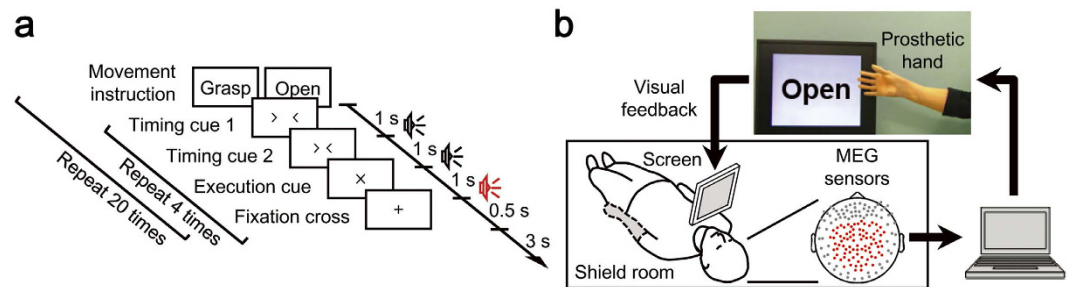 a
Movement
instruction
Grasp
Open
Timing cue 1
> <
Timing cue 2
> <
Execution cue
×
Fixation cross
+
1 s
1 s
1 s
0.5 s
3 s
Repeat 4 times
Repeat 20 times
b
Prosthetic
hand
Open
Visual
feedback
Screen
MEG
sensors
Shield room